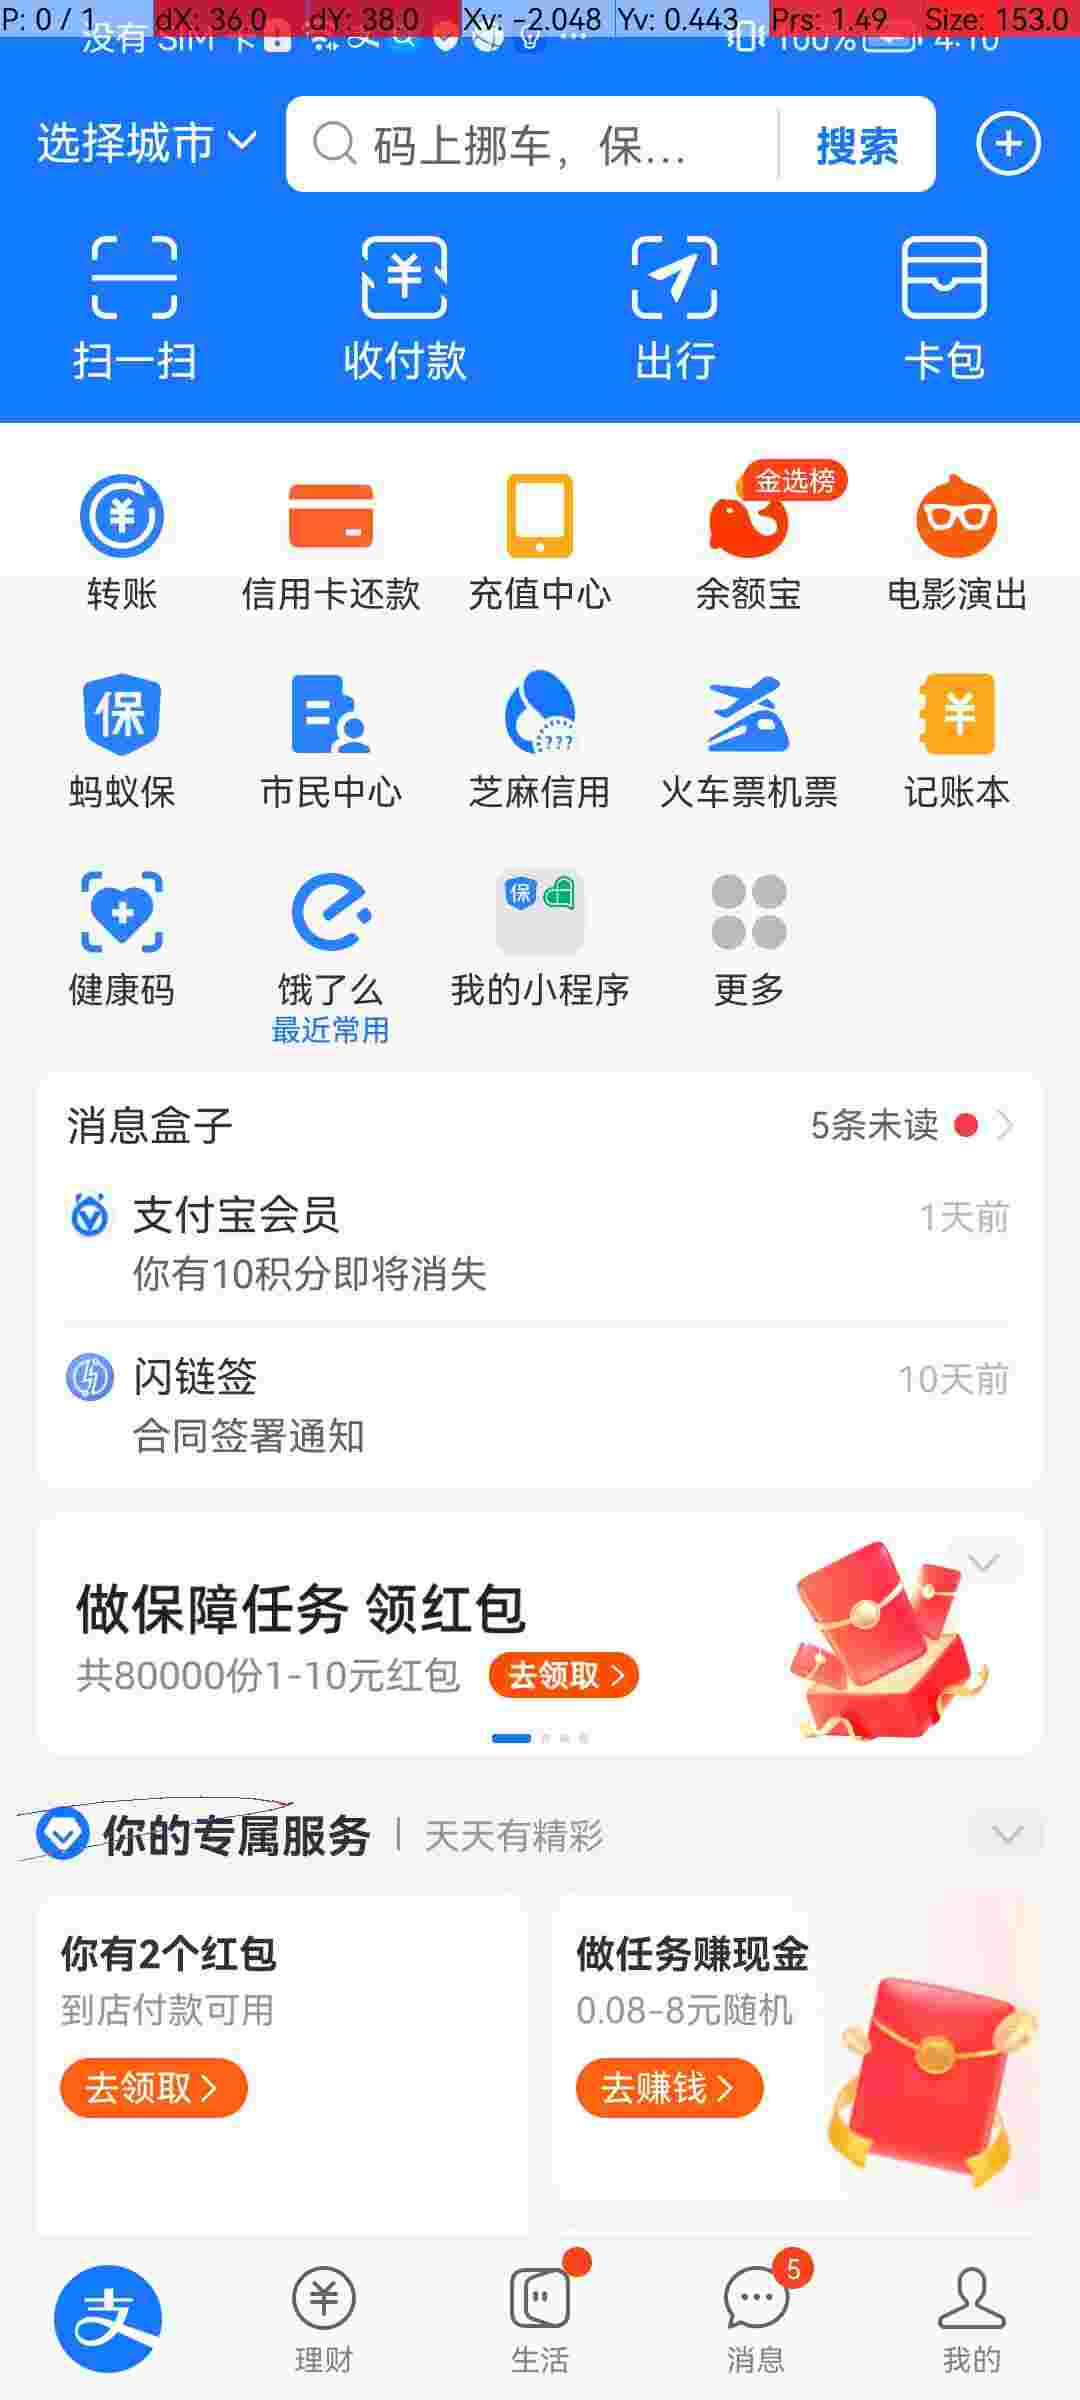 P: 0 / 1 dX: 36.0 dY: 38.0 Xv: -2.048 Yv: 0.443 Prs: 1.49 Size: 153.0
没有 SIM 卡 100% 4:10
选择城市 码上挪车，保... 搜索
扫一扫 收付款 出行 卡包
金选榜
转账 信用卡还款 充值中心 余额宝 电影演出
保 ???
蚂蚁保 市民中心 芝麻信用 火车票机票 记账本
保
健康码 饿了么 我的小程序 更多
最近常用
消息盒子 5条未读
支付宝会员 1天前
你有10积分即将消失
闪链签 10天前
合同签署通知
做保障任务 领红包
共80000份1-10元红包 去领取
你的专属服务 | 天天有精彩
你有2个红包 做任务赚现金
到店付款可用 0.08-8元随机
去领取 去赚钱
5
支 理财 生活 消息 我的